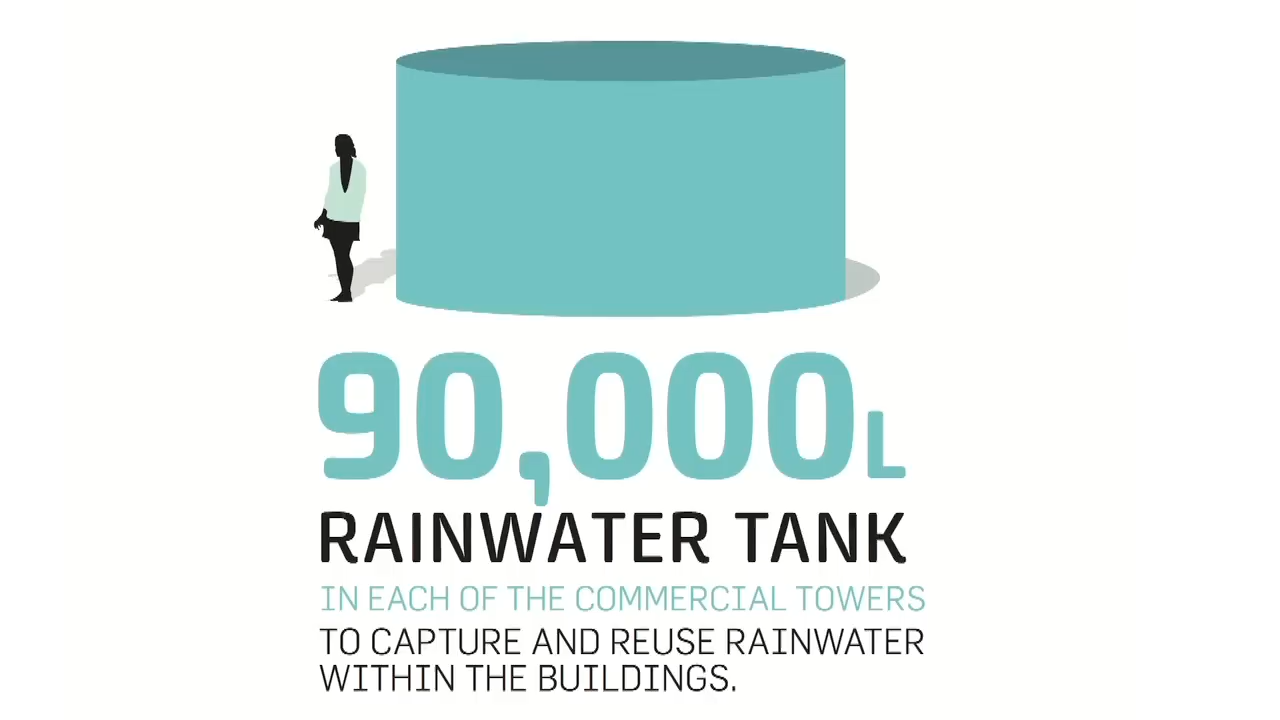 90,000L
RAINWATER TANK
IN EACH OF THE COMMERCIAL TOWERS
TO CAPTURE AND REUSE RAINWATER
WITHIN THE BUILDINGS.